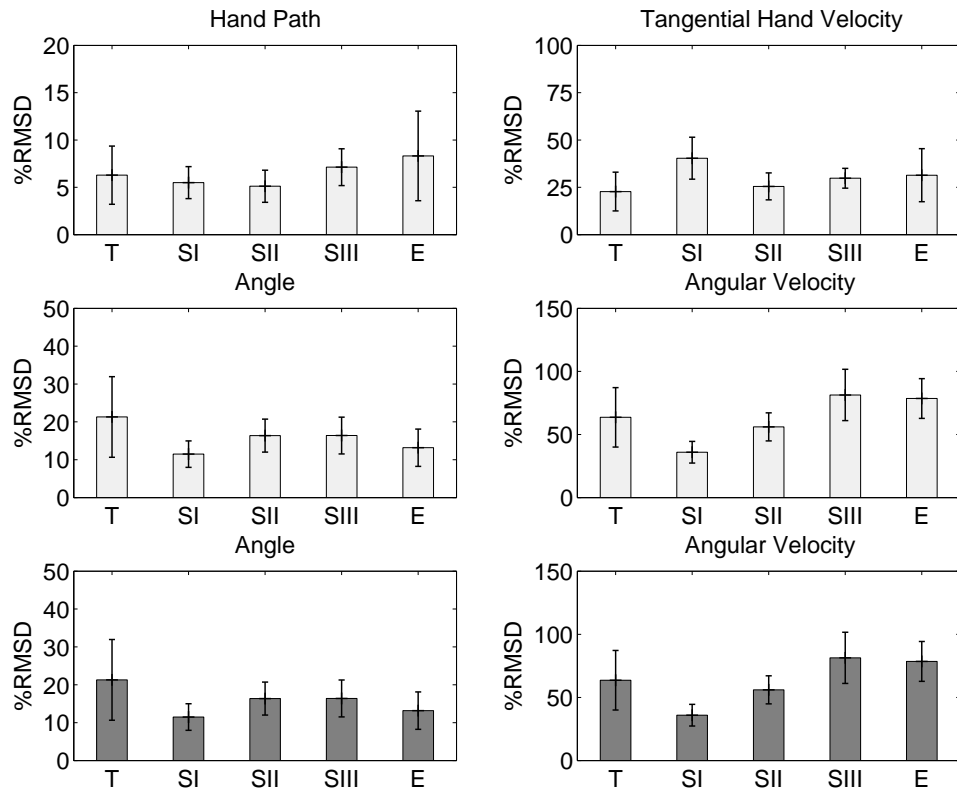 Hand Path
20
15
10
5
0
%RMSD
T SI SII SIII E
Tangential Hand Velocity
100
75
50
25
0
%RMSD
T SI SII SIII E
Angle
50
40
30
20
10
0
%RMSD
T SI SII SIII E
Angular Velocity
150
100
50
0
%RMSD
T SI SII SIII E
Angle
50
40
30
20
10
0
%RMSD
T SI SII SIII E
Angular Velocity
150
100
50
0
%RMSD
T SI SII SIII E